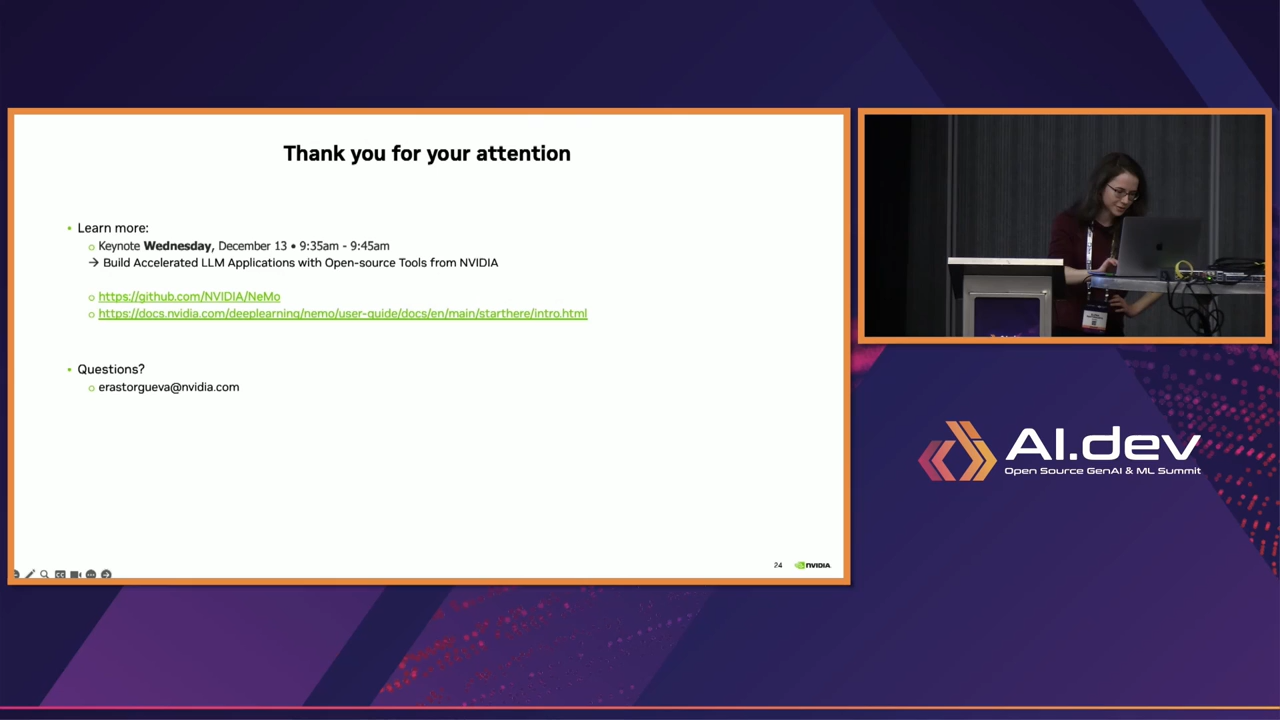 Thank you for your attention
• Learn more:
o Keynote Wednesday, December 13 • 9:35am - 9:45am
→ Build Accelerated LLM Applications with Open-source Tools from NVIDIA
o https://github.com/NVIDIA/NeMo
o https://docs.nvidia.com/deeplearning/nemo/user-guide/docs/en/main/starthere/intro.html
• Questions?
o erastorgueva@nvidia.com
24 NVIDIA
AI.dev
Open Source GenAI & ML Summit